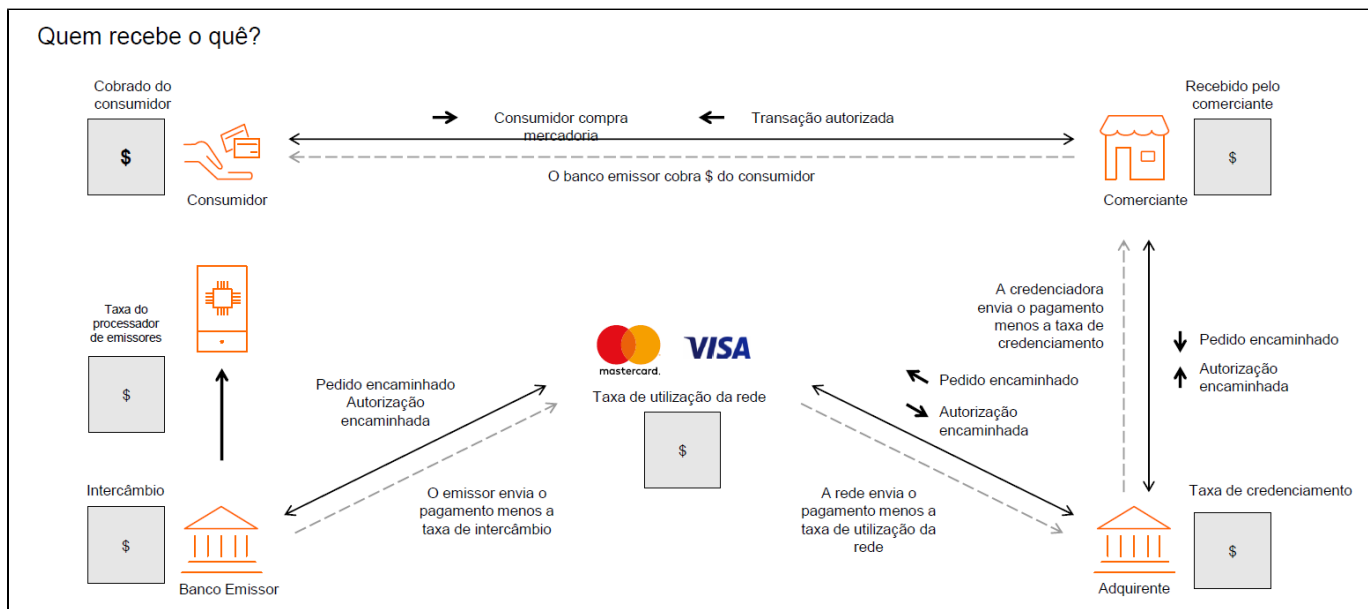 Quem recebe o quê?
Cobrado do
consumidor
$
Consumidor
Consumidor compra
mercadoria
Transação autorizada
O banco emissor cobra $ do consumidor
Recebido pelo
comerciante
$
Comerciante
Taxa do
processador
de emissores
$
Pedido encaminhado
Autorização
encaminhada
mastercard.
VISA
Taxa de utilização da rede
$
A credenciadora
envia o pagamento
menos a taxa de
credenciamento
Pedido encaminhado
Autorização
encaminhada
Pedido encaminhado
Autorização
encaminhada
Intercâmbio
$
Banco Emissor
O emissor envia o
pagamento menos a
taxa de intercâmbio
A rede envia o
pagamento menos a
taxa de utilização da
rede
Adquirente
Taxa de credenciamento
$